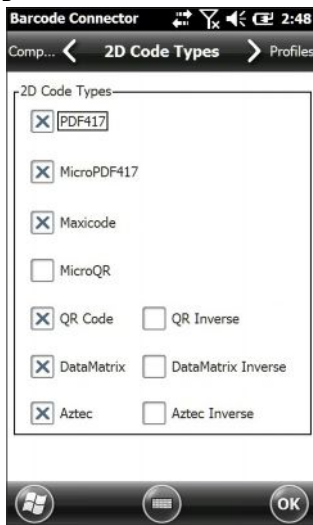 Barcode Connector 2:48
Comp... 2D Code Types Profiles
2D Code Types
PDF417
MicroPDF417
Maxicode
MicroQR
QR Code QR Inverse
DataMatrix DataMatrix Inverse
Aztec Aztec Inverse
OK